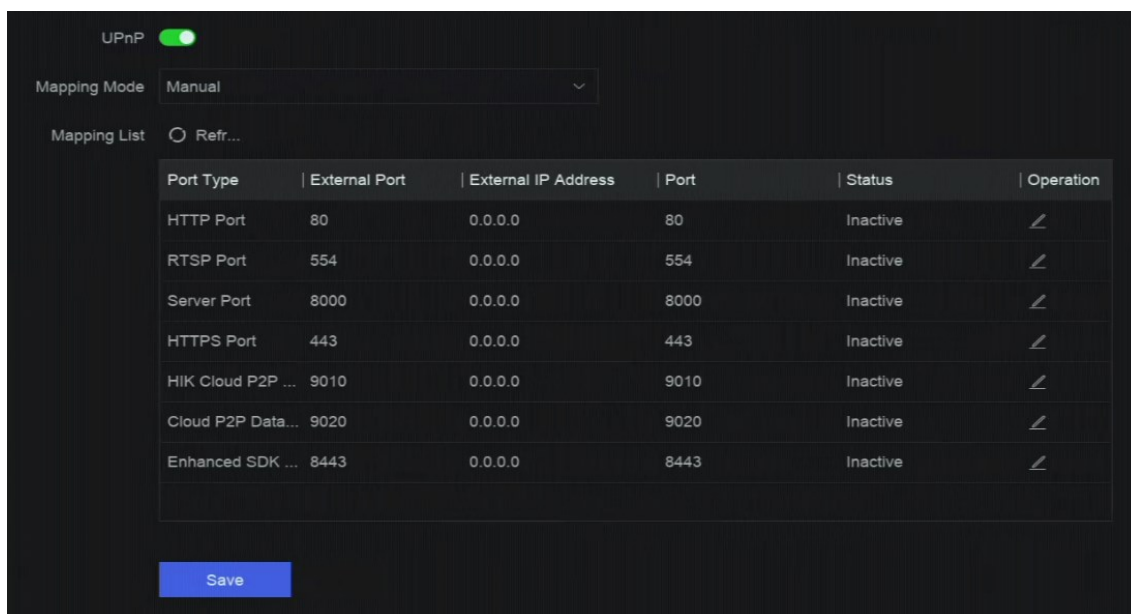 UPnP
Mapping Mode Manual
Mapping List Refr...
Port Type External Port External IP Address Port Status Operation
HTTP Port 80 0.0.0.0 80 Inactive
RTSP Port 554 0.0.0.0 554 Inactive
Server Port 8000 0.0.0.0 8000 Inactive
HTTPS Port 443 0.0.0.0 443 Inactive
HIK Cloud P2P ... 9010 0.0.0.0 9010 Inactive
Cloud P2P Data... 9020 0.0.0.0 9020 Inactive
Enhanced SDK ... 8443 0.0.0.0 8443 Inactive
Save